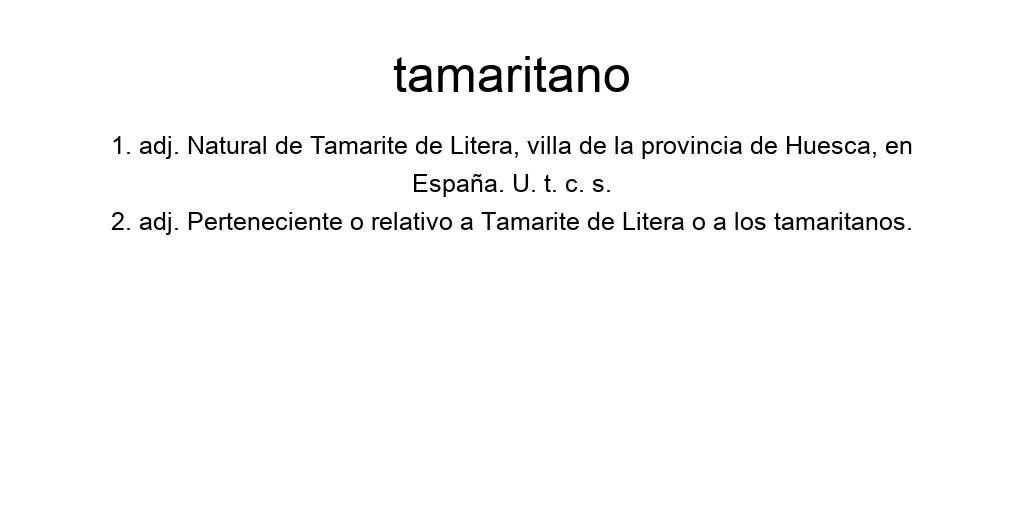 tamaritano
1. adj. Natural de Tamarite de Litera, villa de la provincia de Huesca, en
España. U. t. c. s.
2. adj. Perteneciente o relativo a Tamarite de Litera o a los tamaritanos.